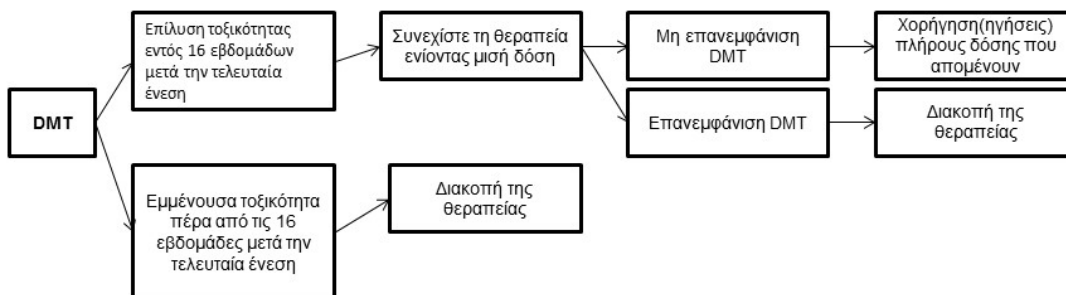 DMT
Επίλυση τοξικότητας
εντός 16 εβδομάδων
μετά την τελευταία
ένεση
Συνεχίστε τη θεραπεία
ενίοντας μισή δόση
Μη επανεμφάνιση
DMT
Χορήγηση(ηγήσεις)
πλήρους δόσης που
απομένουν
Επανεμφάνιση DMT
Διακοπή της
θεραπείας
Εμμένουσα τοξικότητα
πέρα από τις 16
εβδομάδες μετά την
τελευταία ένεση
Διακοπή της
θεραπείας